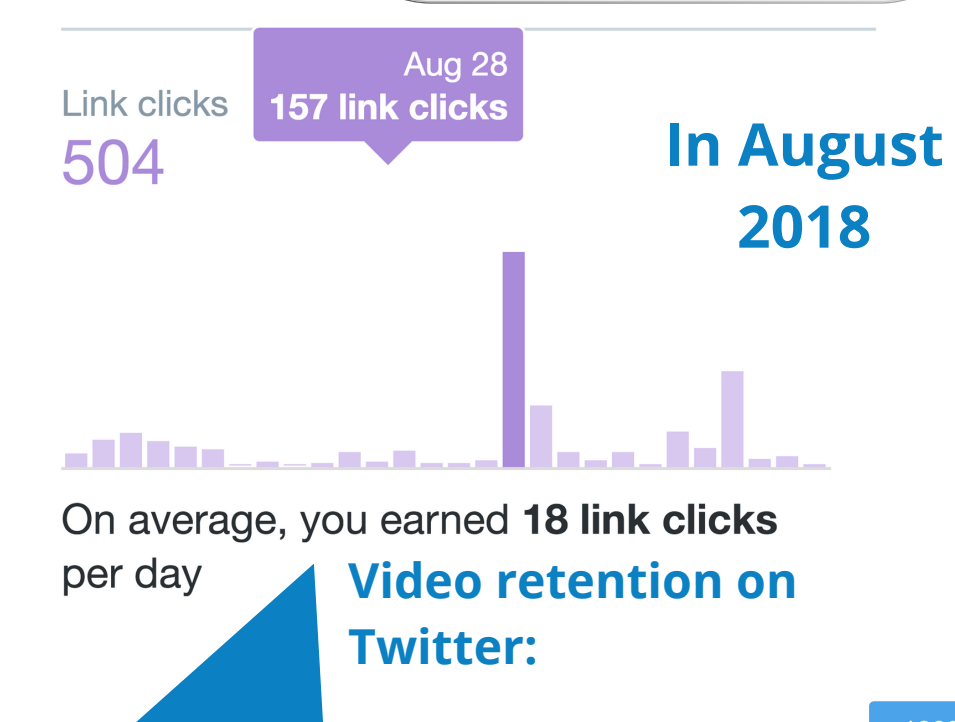 Aug 28
157 link clicks
Link clicks
504
In August
2018
On average, you earned 18 link clicks
per day
Video retention on
Twitter: